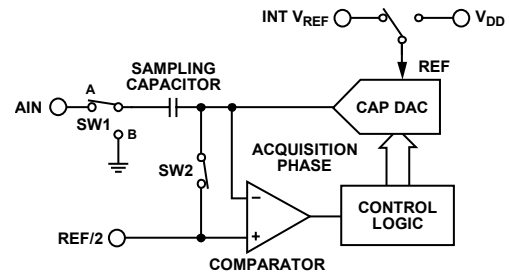 INT VREF
VDD
REF
SAMPLING
CAPACITOR
A
AIN
SW1
B
CAP DAC
ACQUISITION
PHASE
SW2
–
+
CONTROL
LOGIC
REF/2
COMPARATOR